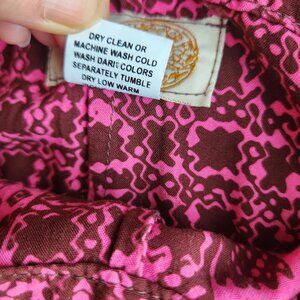 DRY CLEAN OR
MACHINE WASH COLD
WASH DARK COLORS
SEPARATELY TUMBLE
DRY LOW WARM